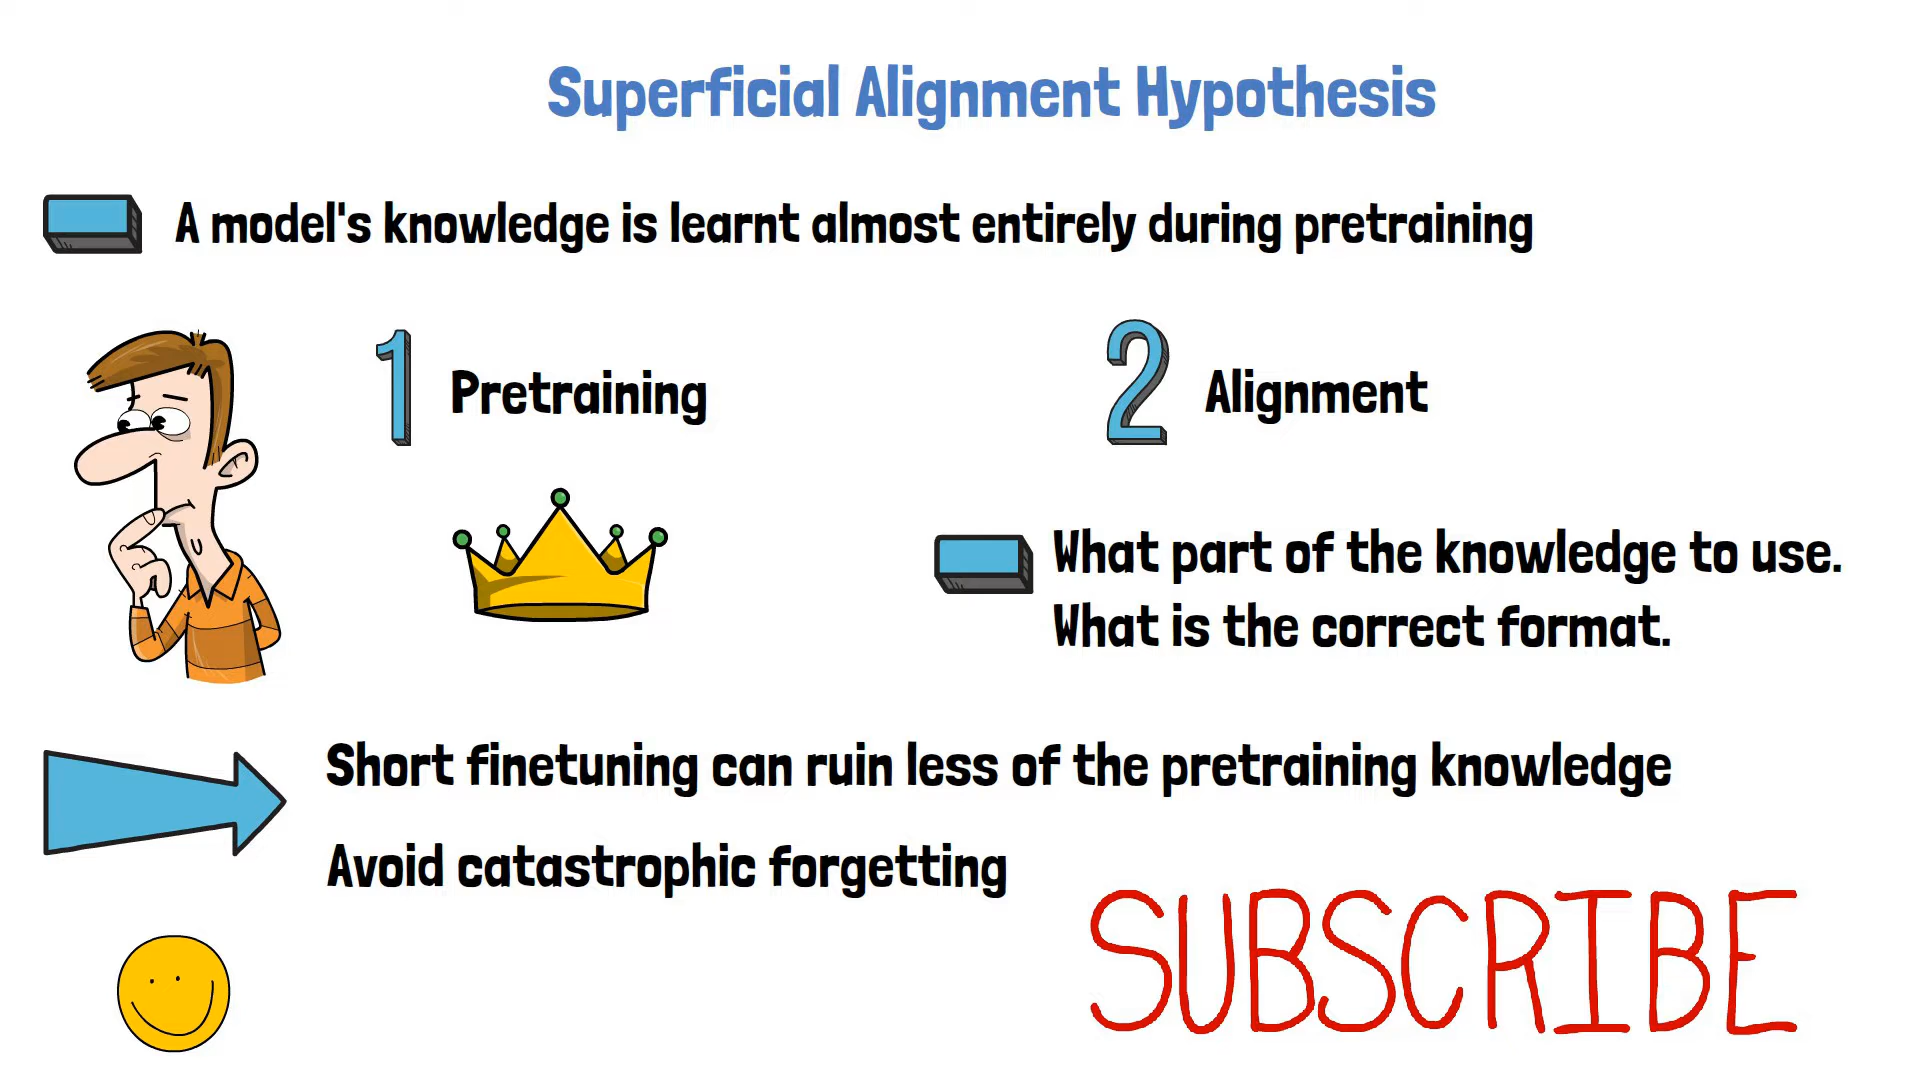 Superficial Alignment Hypothesis
A model's knowledge is learnt almost entirely during pretraining
1 Pretraining
2 Alignment
What part of the knowledge to use.
What is the correct format.
Short finetuning can ruin less of the pretraining knowledge
Avoid catastrophic forgetting
SUBSCRIBE